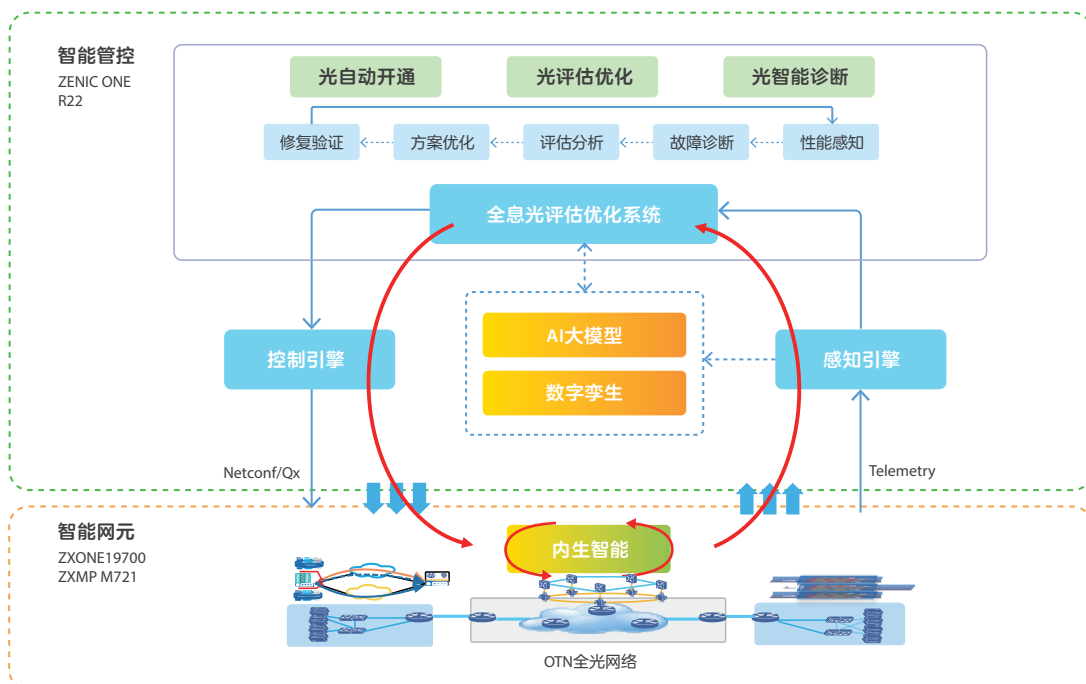 智能管控
ZENIC ONE
R22
光自动开通
光评估优化
光智能诊断
修复验证
方案优化
评估分析
故障诊断
性能感知
全息光评估优化系统
AI大模型
数字孪生
控制引擎
感知引擎
Netconf/Qx
Telemetry
智能网元
ZXONE19700
ZXMP M721
内生智能
OTN全光网络